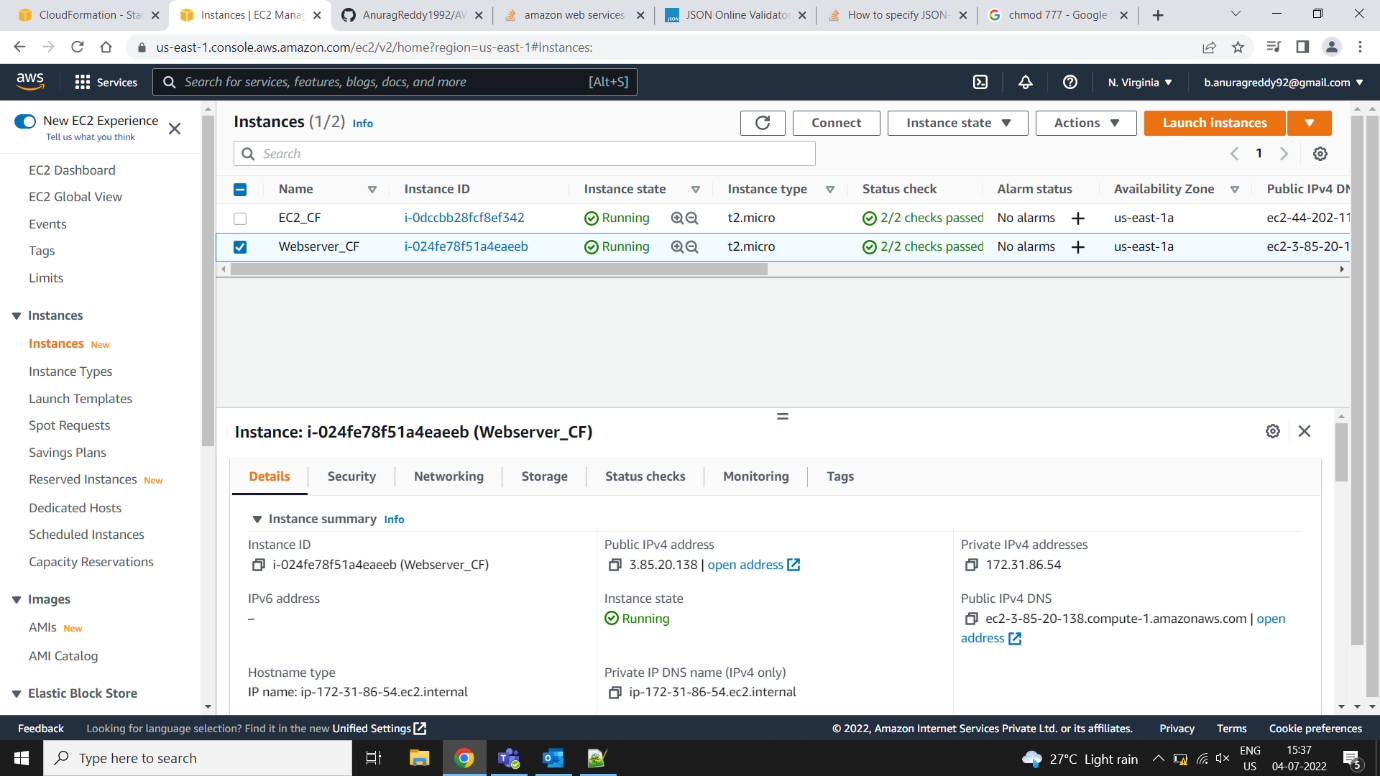 CloudFormation - Sta
Instances | EC2 Manag
AnuragReddy1992/AW
amazon web services
JSON Online Validator
How to specify JSON-
chmod 777 - Google
us-east-1.console.aws.amazon.com/ec2/v2/home?region=us-east-1#Instances:
aws
Services
Search for services, features, blogs, docs, and more
[Alt+S]
N. Virginia
b.anuragreddy92@gmail.com
New EC2 Experience
Tell us what you think
EC2 Dashboard
EC2 Global View
Events
Tags
Limits
Instances
Instances New
Instance Types
Launch Templates
Spot Requests
Savings Plans
Reserved Instances New
Dedicated Hosts
Scheduled Instances
Capacity Reservations
Images
AMIs New
AMI Catalog
Elastic Block Store
Instances (1/2) Info
Connect
Instance state
Actions
Launch instances
Search
1
Name Instance ID Instance state Instance type Status check Alarm status Availability Zone Public IPv4 DN
EC2_CF i-0dccbb28fcf8ef342 Running t2.micro 2/2 checks passed No alarms + us-east-1a ec2-44-202-11
Webserver_CF i-024fe78f51a4eaeeb Running t2.micro 2/2 checks passed No alarms + us-east-1a ec2-3-85-20-1
Instance: i-024fe78f51a4eaeeb (Webserver_CF)
Details Security Networking Storage Status checks Monitoring Tags
Instance summary Info
Instance ID
i-024fe78f51a4eaeeb (Webserver_CF)
Public IPv4 address
3.85.20.138 | open address
Private IPv4 addresses
172.31.86.54
IPv6 address
–
Instance state
Running
Public IPv4 DNS
ec2-3-85-20-138.compute-1.amazonaws.com | open
address
Hostname type
IP name: ip-172-31-86-54.ec2.internal
Private IP DNS name (IPv4 only)
ip-172-31-86-54.ec2.internal
Feedback
Looking for language selection? Find it in the new Unified Settings
© 2022, Amazon Internet Services Private Ltd. or its affiliates.
Privacy
Terms
Cookie preferences
Type here to search
27°C Light rain
ENG
US
15:37
04-07-2022
5